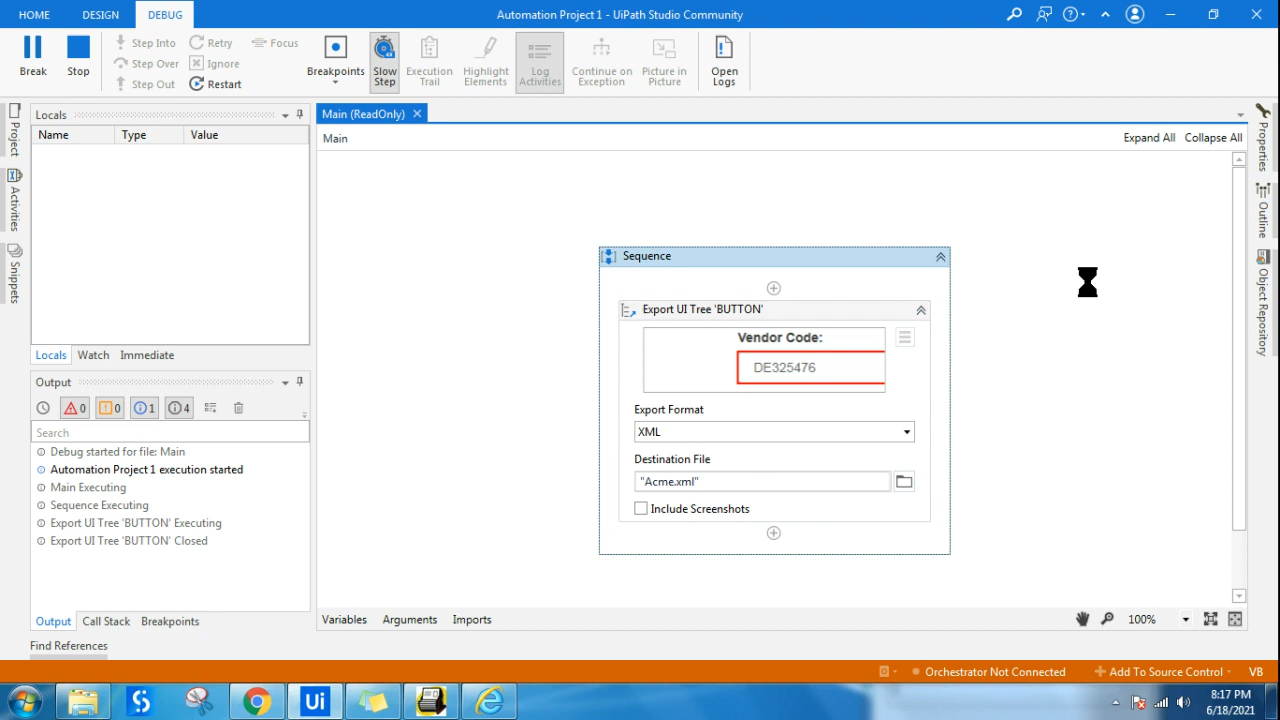 HOME DESIGN DEBUG Automation Project 1 - UiPath Studio Community
Break
Stop
Step Into
Step Over
Step Out
Retry
Ignore
Restart
Focus
Breakpoints
Slow
Step
Execution
Trail
Highlight
Elements
Log
Activities
Continue on
Exception
Picture in
Picture
Open
Logs
Project
Activities
Snippets
Locals
Name Type Value
Locals Watch Immediate
Output
0 0 1 4
Search
Debug started for file: Main
Automation Project 1 execution started
Main Executing
Sequence Executing
Export UI Tree 'BUTTON' Executing
Export UI Tree 'BUTTON' Closed
Output Call Stack Breakpoints
Find References
Main (ReadOnly)
Main
Expand All Collapse All
Sequence
Export UI Tree 'BUTTON'
Vendor Code:
DE325476
Export Format
XML
Destination File
"Acme.xml"
Include Screenshots
Variables Arguments Imports
100%
Properties
Outline
Object Repository
Orchestrator Not Connected Add To Source Control VB
Ui
8:17 PM
6/18/2021